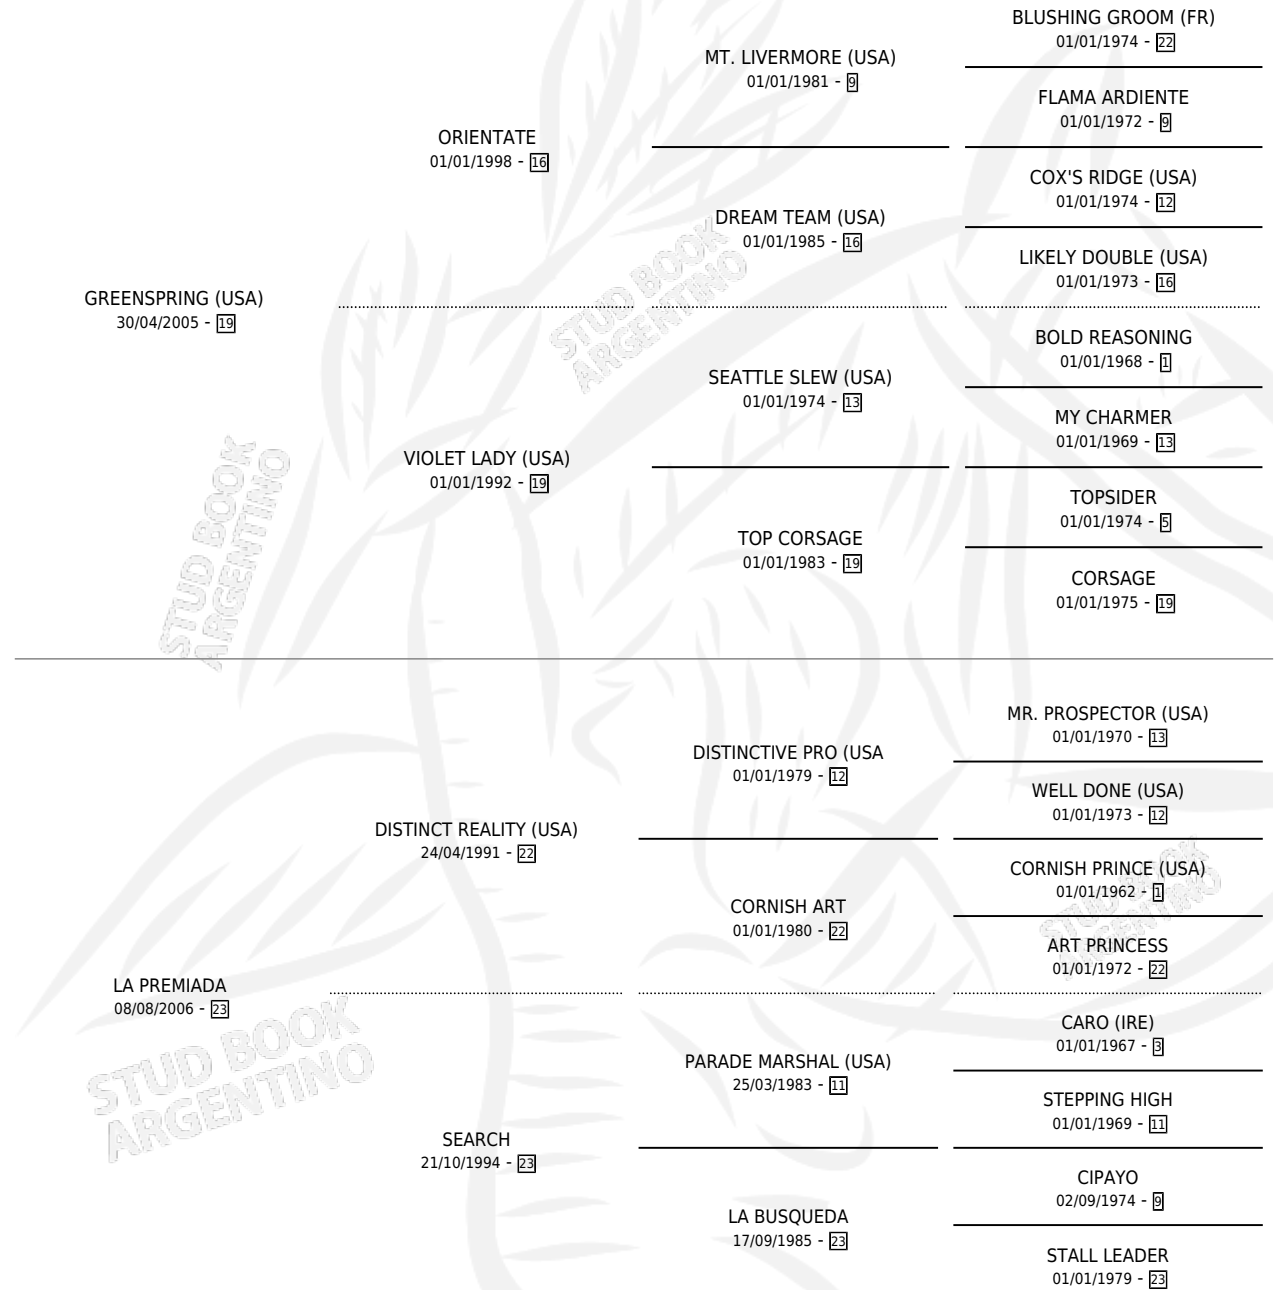 BLUSHING GROOM (FR)
01/01/1974 - 22
MT. LIVERMORE (USA)
01/01/1981 - 9
FLAMA ARDIENTE
01/01/1972 - 9
ORIENTATE
01/01/1998 - 16
COX'S RIDGE (USA)
01/01/1974 - 12
DREAM TEAM (USA)
01/01/1985 - 16
LIKELY DOUBLE (USA)
01/01/1973 - 16
GREENSPRING (USA)
30/04/2005 - 19
STUD BOOK
ARGENTINO
BOLD REASONING
01/01/1968 - 1
SEATTLE SLEW (USA)
01/01/1974 - 13
MY CHARMER
01/01/1969 - 13
VIOLET LADY (USA)
01/01/1992 - 19
TOPSIDER
01/01/1974 - 5
TOP CORSAGE
01/01/1983 - 19
CORSAGE
01/01/1975 - 19
STUD BOOK
ARGENTINO
MR. PROSPECTOR (USA)
01/01/1970 - 13
DISTINCTIVE PRO (USA
01/01/1979 - 12
WELL DONE (USA)
01/01/1973 - 12
DISTINCT REALITY (USA)
24/04/1991 - 22
CORNISH PRINCE (USA)
01/01/1962 - 1
CORNISH ART
01/01/1980 - 22
ART PRINCESS
01/01/1972 - 22
STUD BOOK
ARGENTINO
LA PREMIADA
08/08/2006 - 23
CARO (IRE)
01/01/1967 - 3
PARADE MARSHAL (USA)
25/03/1983 - 11
STEPPING HIGH
01/01/1969 - 11
SEARCH
21/10/1994 - 23
CIPAYO
02/09/1974 - 9
LA BUSQUEDA
17/09/1985 - 23
STALL LEADER
01/01/1979 - 23
STUD BOOK
ARGENTINO